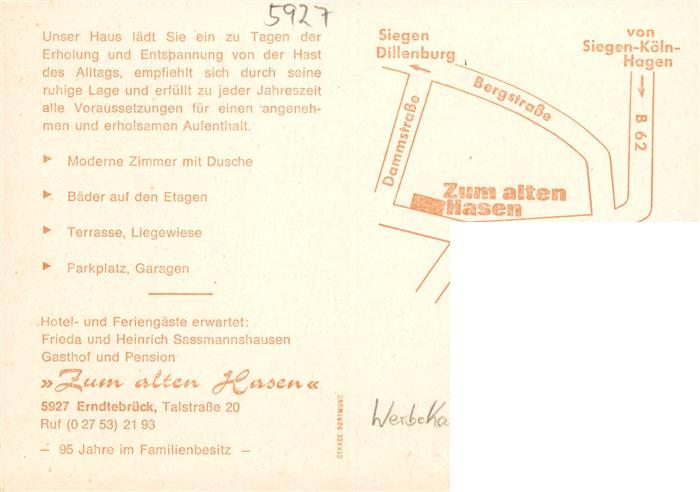 5927
Unser Haus lädt Sie ein zu Tagen der
Erholung und Entspannung von der Hast
des Alltags, empfiehlt sich durch seine
ruhige Lage und erfüllt zu jeder Jahreszeit
alle Voraussetzungen für einen angeneh-
men und erholsamen Aufenthalt.
Moderne Zimmer mit Dusche
Bäder auf den Etagen
Terrasse, Liegewiese
Parkplatz, Garagen
Hotel- und Feriengäste erwartet:
Frieda und Heinrich Sassmannshausen
Gasthof und Pension
»Zum alten Hasen«
5927 Erndtebrück, Talstraße 20
Ruf (0 27 53) 21 93
– 95 Jahre im Familienbesitz –
DEKADE DORTMUND
Siegen
Dillenburg
von
Siegen-Köln-
Hagen
Bergstraße
B 62
Dammstraße
Zum alten
Hasen